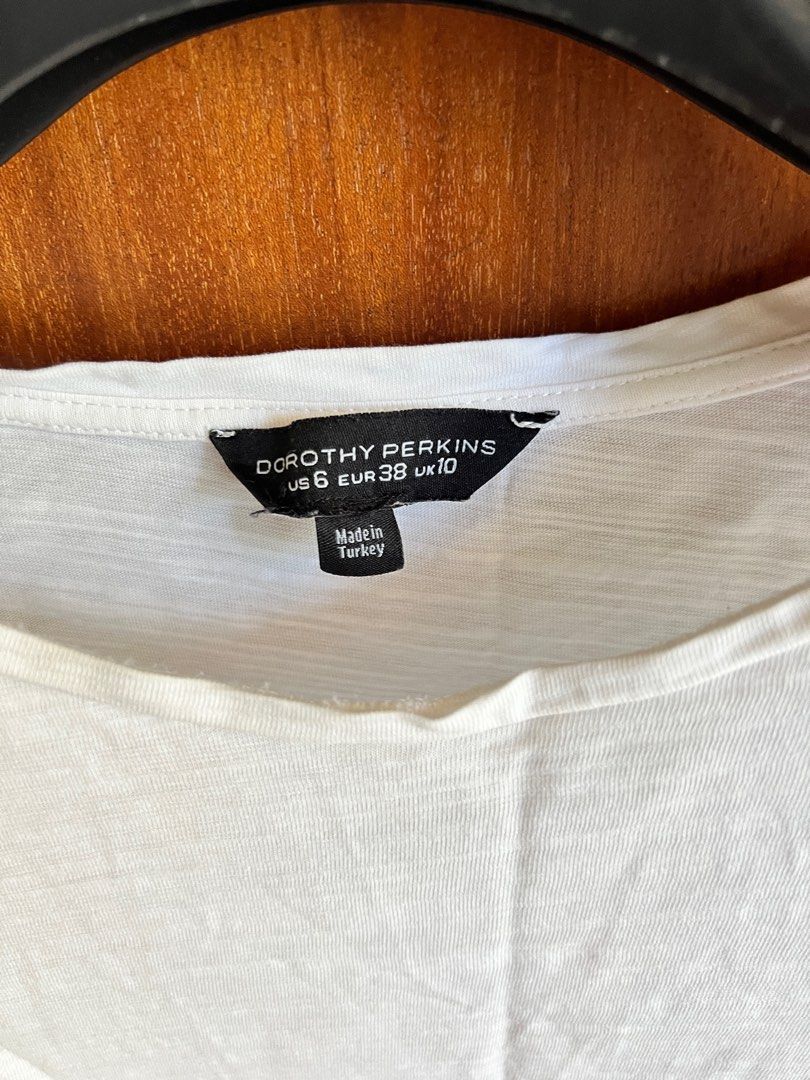 DOROTHY PERKINS
US 6 EUR 38 UK 10
Made in
Turkey